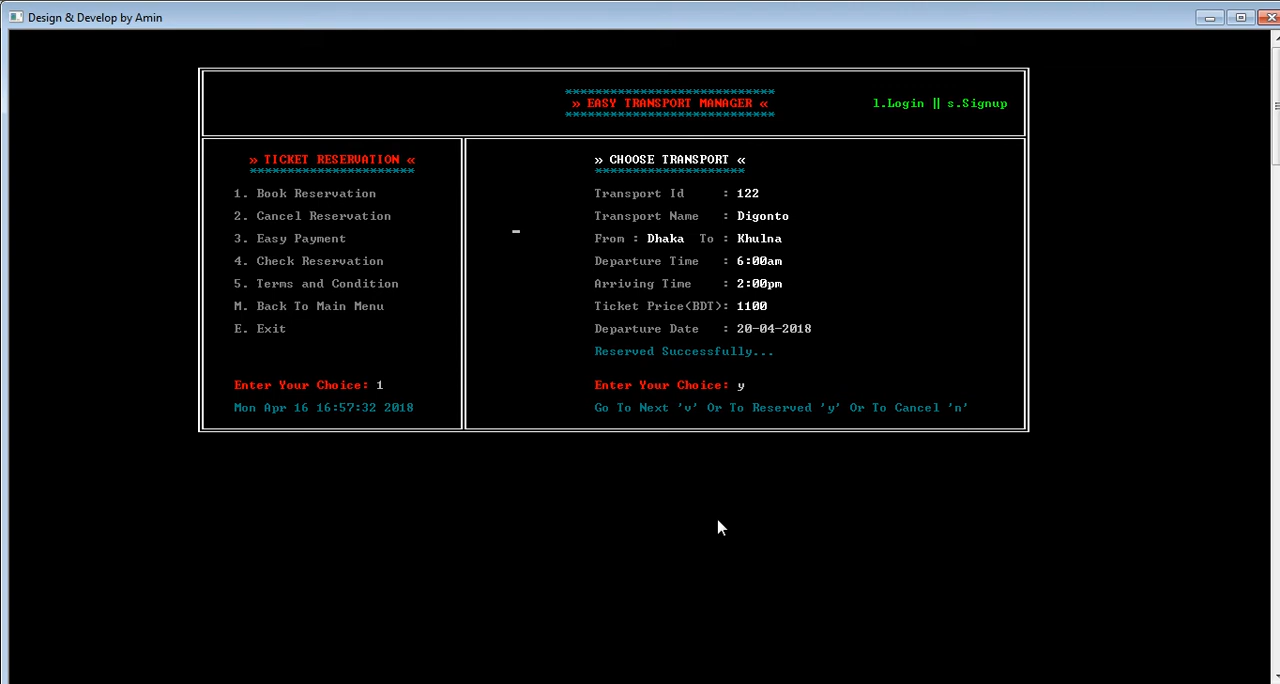 Design & Develop by Amin
****************************
» EASY TRANSPORT MANAGER «
****************************
l.Login || s.Signup
» TICKET RESERVATION «
**********************
1. Book Reservation
2. Cancel Reservation
3. Easy Payment
4. Check Reservation
5. Terms and Condition
M. Back To Main Menu
E. Exit
Enter Your Choice: 1
Mon Apr 16 16:57:32 2018
» CHOOSE TRANSPORT «
********************
Transport Id : 122
Transport Name : Digonto
From : Dhaka To : Khulna
Departure Time : 6:00am
Arriving Time : 2:00pm
Ticket Price(BDT): 1100
Departure Date : 20-04-2018
Reserved Successfully...
Enter Your Choice: y
Go To Next 'v' Or To Reserved 'y' Or To Cancel 'n'